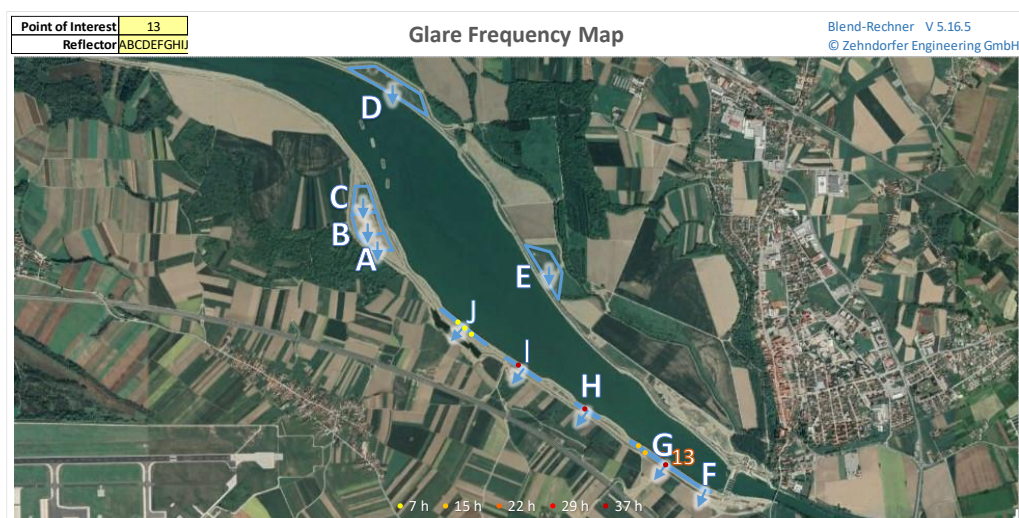 Point of Interest 13
Reflector ABCDEFGHIJ
Glare Frequency Map
Blend-Rechner V 5.16.5
© Zehndorfer Engineering GmbH
D
C
B
A
E
J
I
H
G
13
F
7 h 15 h 22 h 29 h 37 h